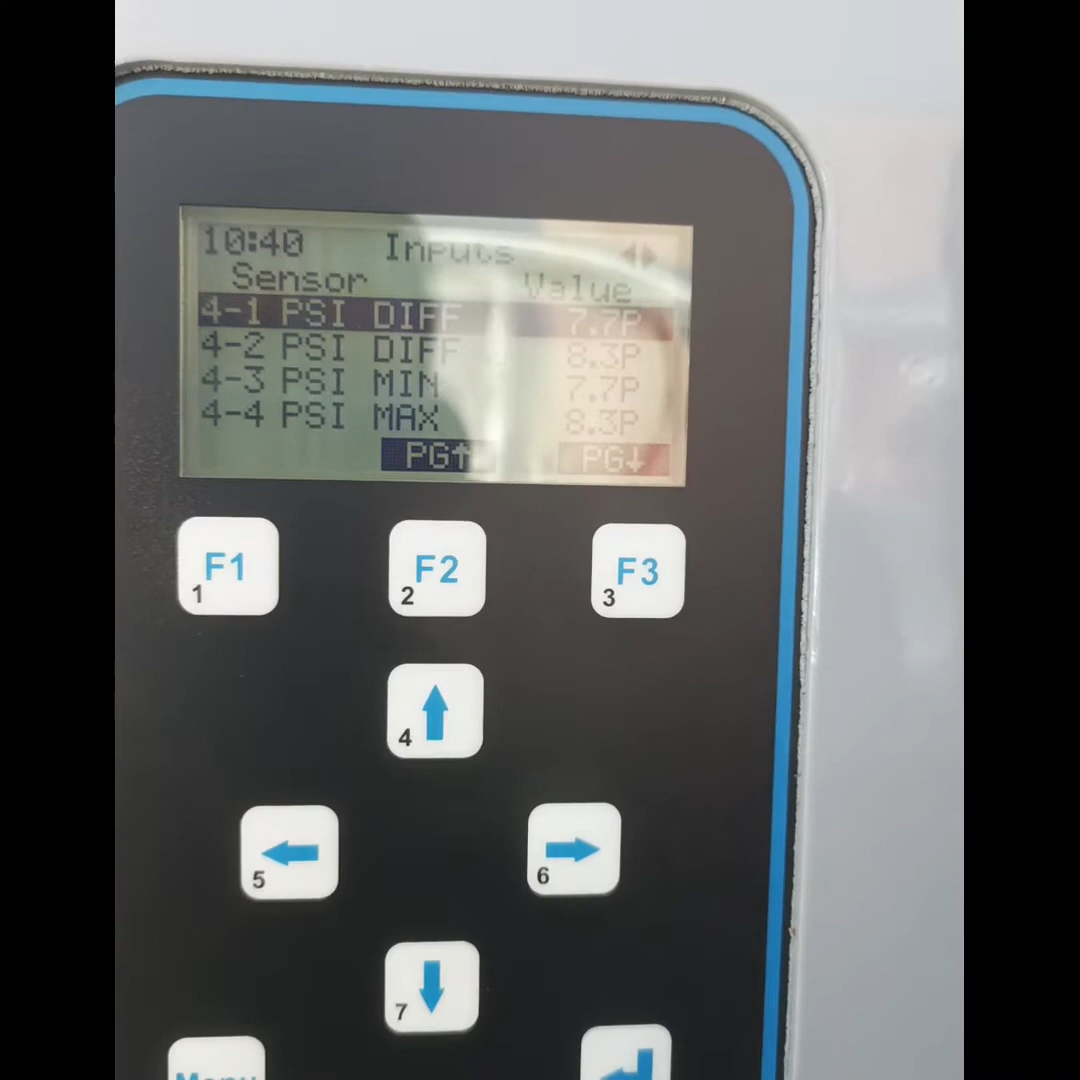 10:40 Inputs ◀▶
Sensor Value
4-1 PSI DIFF 7.7P
4-2 PSI DIFF 8.3P
4-3 PSI MIN 7.7P
4-4 PSI MAX 8.3P
PG↑ PG↓
F1 F2 F3
1 2 3
4
5 6
7
Menu